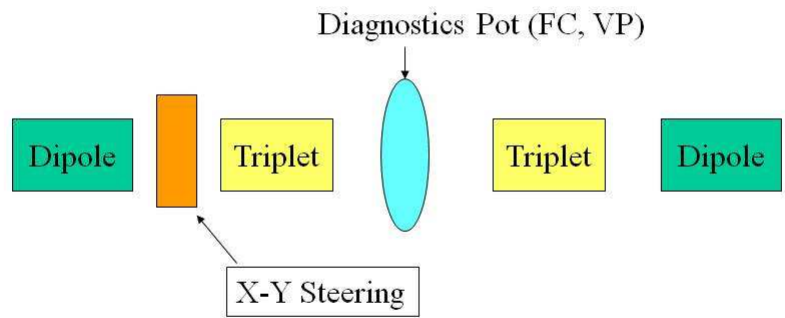 Diagnostics Pot (FC, VP)
Dipole
Triplet
Triplet
Dipole
X-Y Steering